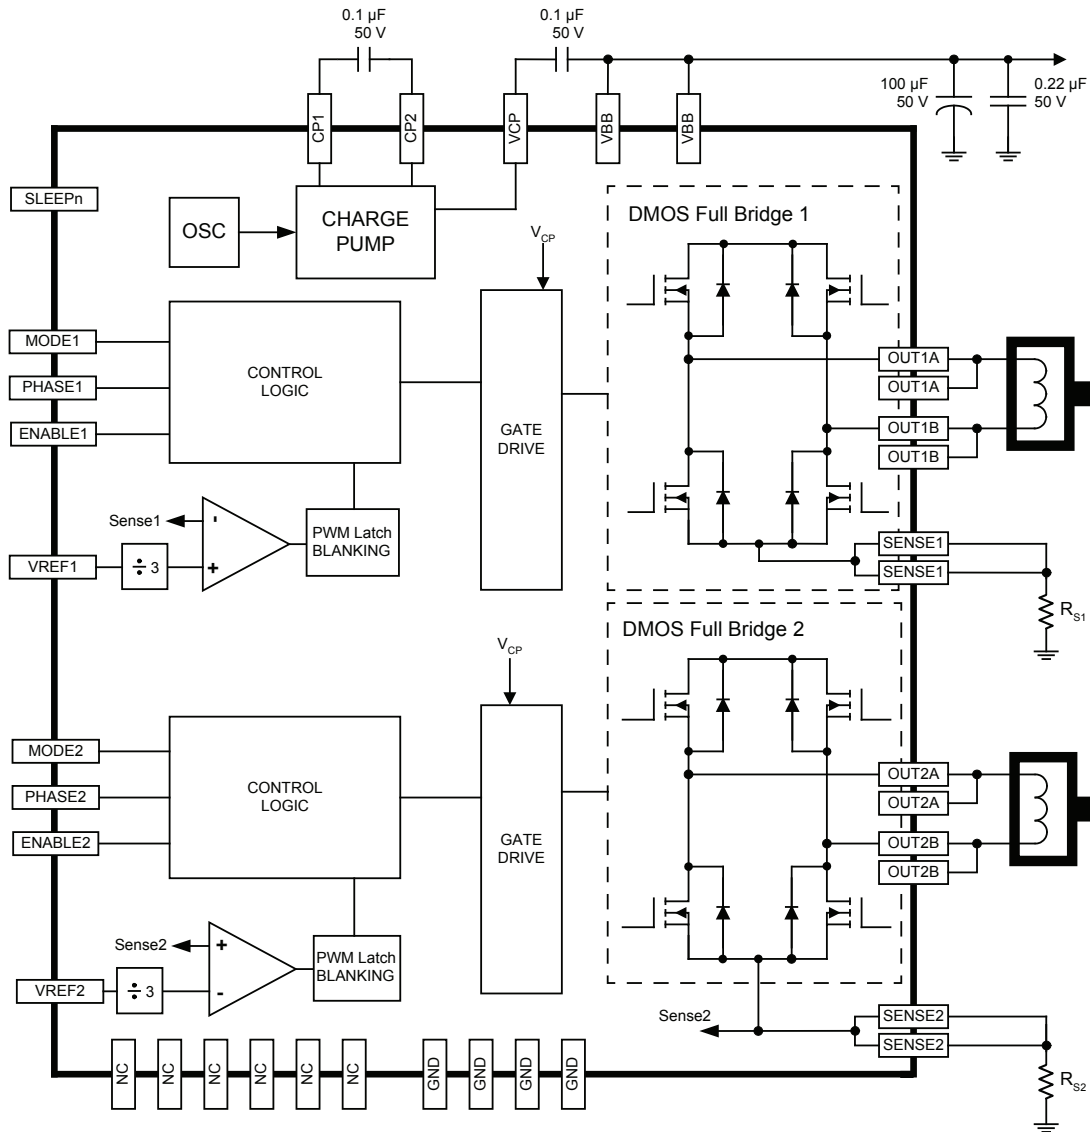 0.1 µF
50 V
0.1 µF
50 V
100 µF
50 V
0.22 µF
50 V
CP1
CP2
VCP
VBB
VBB
SLEEPn
OSC
CHARGE
PUMP
DMOS Full Bridge 1
VCP
MODE1
PHASE1
ENABLE1
CONTROL
LOGIC
GATE
DRIVE
OUT1A
OUT1A
OUT1B
OUT1B
Sense1
-
+
PWM Latch
BLANKING
VREF1
÷ 3
SENSE1
SENSE1
RS1
DMOS Full Bridge 2
VCP
MODE2
PHASE2
ENABLE2
CONTROL
LOGIC
GATE
DRIVE
OUT2A
OUT2A
OUT2B
OUT2B
Sense2
+
-
PWM Latch
BLANKING
VREF2
÷ 3
Sense2
SENSE2
SENSE2
RS2
NC
NC
NC
NC
NC
NC
GND
GND
GND
GND